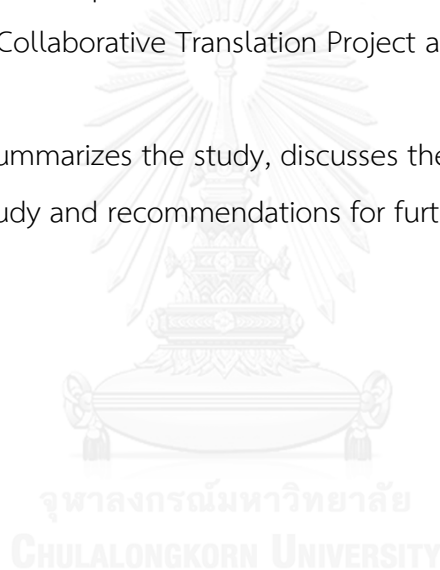 Collaborative Translation Project a
ummarizes the study, discusses the
udy and recommendations for furt
จุฬาลงกรณ์มหาวิทยาลัย
CHULALONGKORN UNIVERSITY